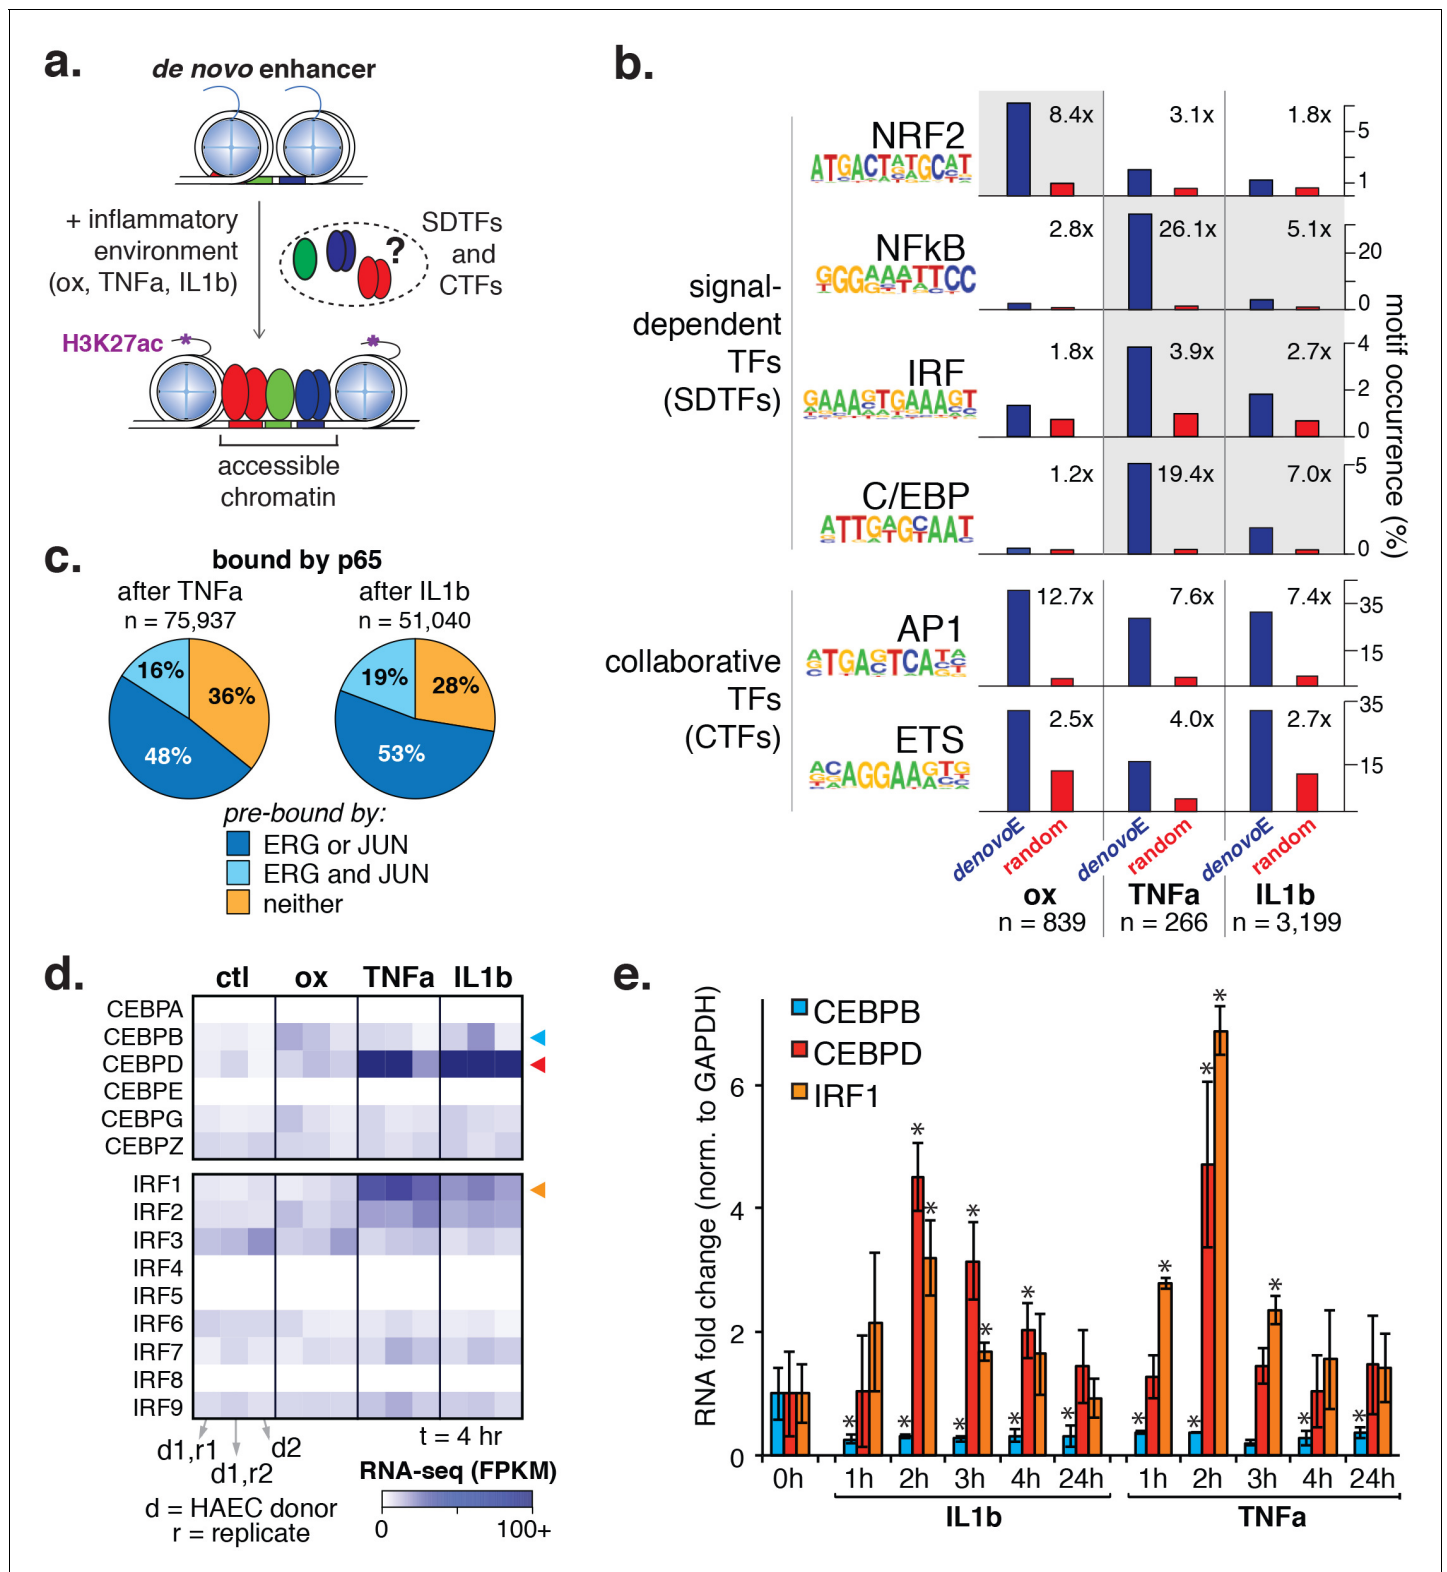 a.
de novo enhancer
+ inflammatory
environment
(ox, TNFa, IL1b)
?
SDTFs
and
CTFs
H3K27ac
*
*
accessible
chromatin
b.
signal-
dependent
TFs
(SDTFs)
NRF2
8.4x
3.1x
1.8x
5
1
NFkB
2.8x
26.1x
5.1x
20
0
IRF
1.8x
3.9x
2.7x
4
2
0
C/EBP
1.2x
19.4x
7.0x
5
0
collaborative
TFs
(CTFs)
AP1
12.7x
7.6x
7.4x
35
15
ETS
2.5x
4.0x
2.7x
35
15
motif occurrence (%)
denovoE random denovoE random denovoE random
ox TNFa IL1b
n = 839 n = 266 n = 3,199
c.
bound by p65
after TNFa
n = 75,937
16%
36%
48%
after IL1b
n = 51,040
19%
28%
53%
pre-bound by:
ERG or JUN
ERG and JUN
neither
d.
ctl ox TNFa IL1b
CEBPA
CEBPB
CEBPD
CEBPE
CEBPG
CEBPZ
IRF1
IRF2
IRF3
IRF4
IRF5
IRF6
IRF7
IRF8
IRF9
d1,r1
d1,r2
d2
t = 4 hr
d = HAEC donor
r = replicate
RNA-seq (FPKM)
0 100+
e.
RNA fold change (norm. to GAPDH)
CEBPB
CEBPD
IRF1
6
4
2
0
0h 1h 2h 3h 4h 24h 1h 2h 3h 4h 24h
IL1b TNFa